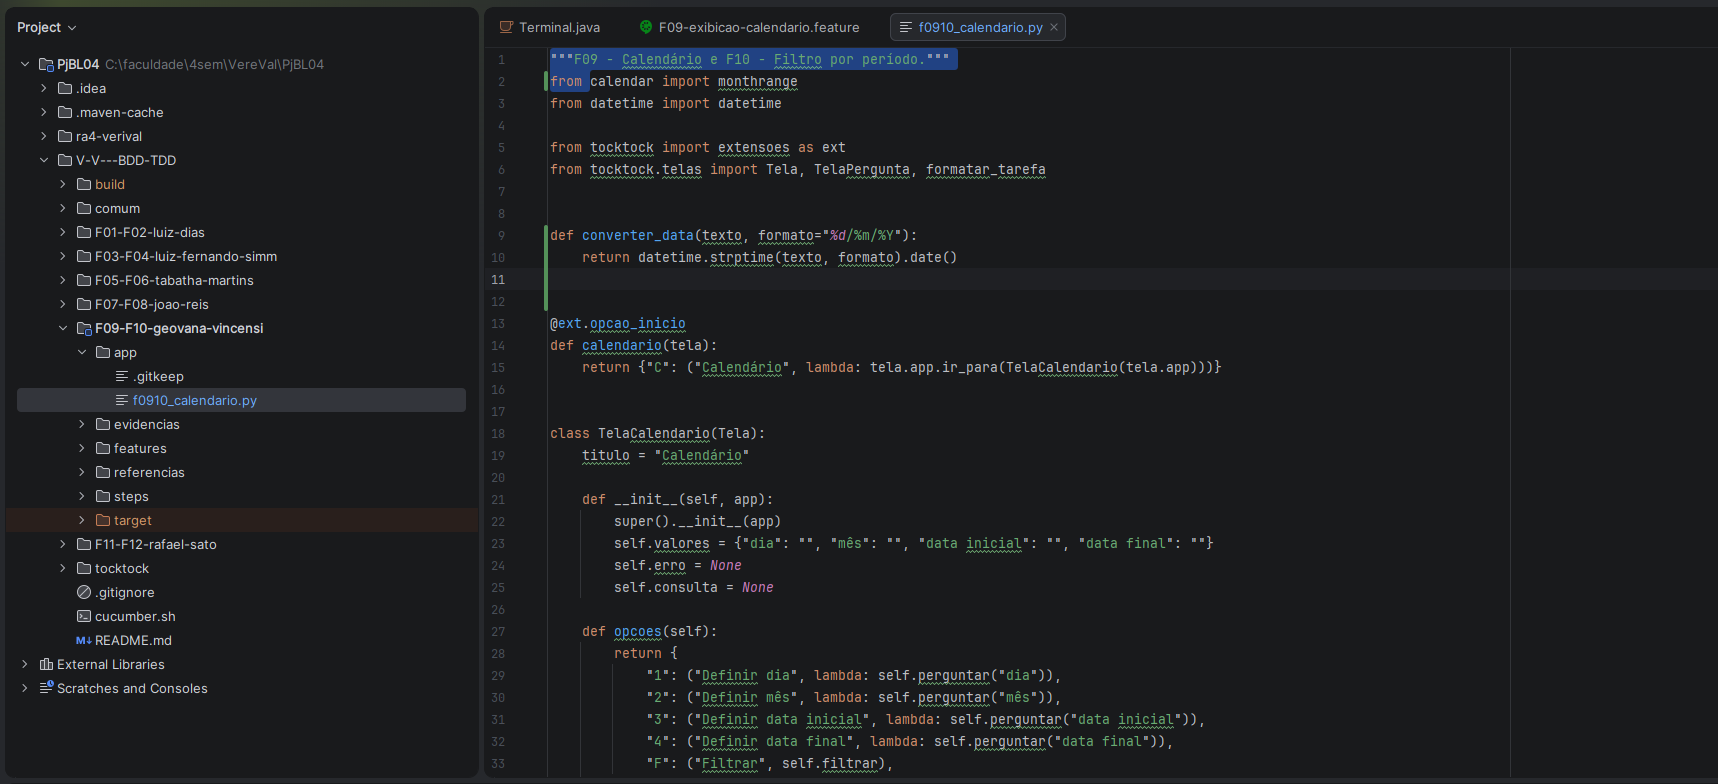 Project
PjBL04 C:\faculdade\4sem\VereVal\PjBL04
.idea
.maven-cache
ra4-verival
V-V---BDD-TDD
build
comum
F01-F02-luiz-dias
F03-F04-luiz-fernando-simm
F05-F06-tabatha-martins
F07-F08-joao-reis
F09-F10-geovana-vincensi
app
.gitkeep
f0910_calendario.py
evidencias
features
referencias
steps
target
F11-F12-rafael-sato
tocktock
.gitignore
cucumber.sh
M↓ README.md
External Libraries
Scratches and Consoles
Terminal.java F09-exibicao-calendario.feature f0910_calendario.py
1 """F09 - Calendário e F10 - Filtro por período."""
2 from calendar import monthrange
3 from datetime import datetime
4
5 from tocktock import extensoes as ext
6 from tocktock.telas import Tela, TelaPergunta, formatar_tarefa
7
8
9 def converter_data(texto, formato="%d/%m/%Y"):
10 return datetime.strptime(texto, formato).date()
11
12
13 @ext.opcao_inicio
14 def calendario(tela):
15 return {"C": ("Calendário", lambda: tela.app.ir_para(TelaCalendario(tela.app)))}
16
17
18 class TelaCalendario(Tela):
19 titulo = "Calendário"
20
21 def __init__(self, app):
22 super().__init__(app)
23 self.valores = {"dia": "", "mês": "", "data inicial": "", "data final": ""}
24 self.erro = None
25 self.consulta = None
26
27 def opcoes(self):
28 return {
29 "1": ("Definir dia", lambda: self.perguntar("dia")),
30 "2": ("Definir mês", lambda: self.perguntar("mês")),
31 "3": ("Definir data inicial", lambda: self.perguntar("data inicial")),
32 "4": ("Definir data final", lambda: self.perguntar("data final")),
33 "F": ("Filtrar", self.filtrar),